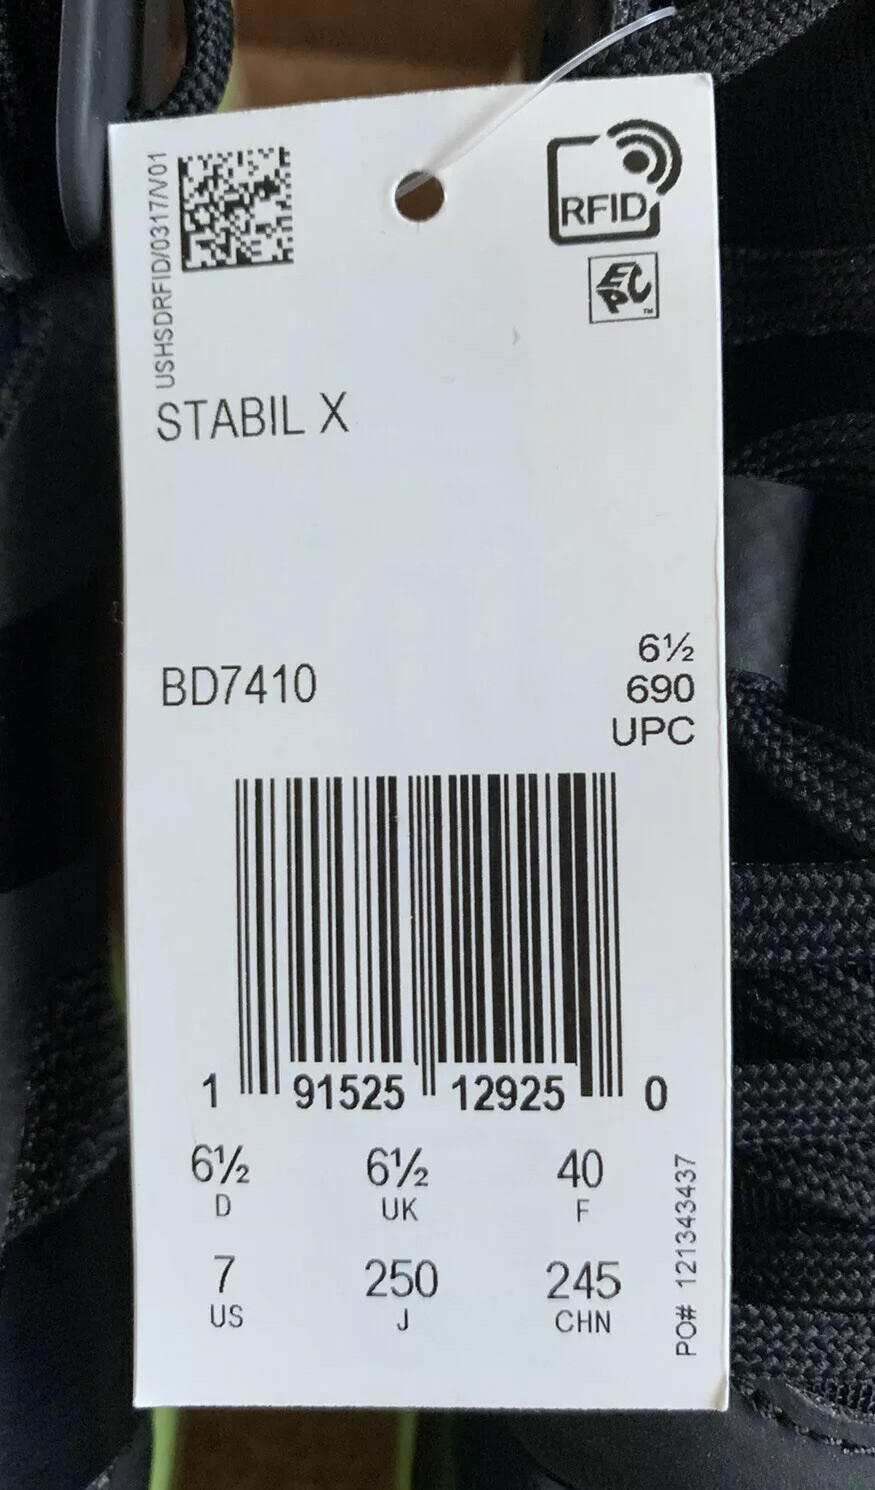 USHSDRFID/0317/V01
RFID
EPC
TM
STABIL X
BD7410
6½
690
UPC
1 91525 12925 0
6½ 6½ 40
D UK F
7 250 245
US J CHN
PO# 121343437